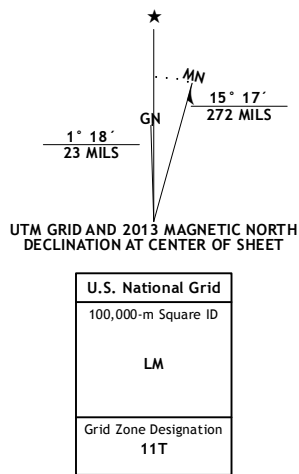 ★
MN
15° 17´
272 MILS
GN
1° 18´
23 MILS
UTM GRID AND 2013 MAGNETIC NORTH
DECLINATION AT CENTER OF SHEET
U.S. National Grid
100,000-m Square ID
LM
Grid Zone Designation
11T